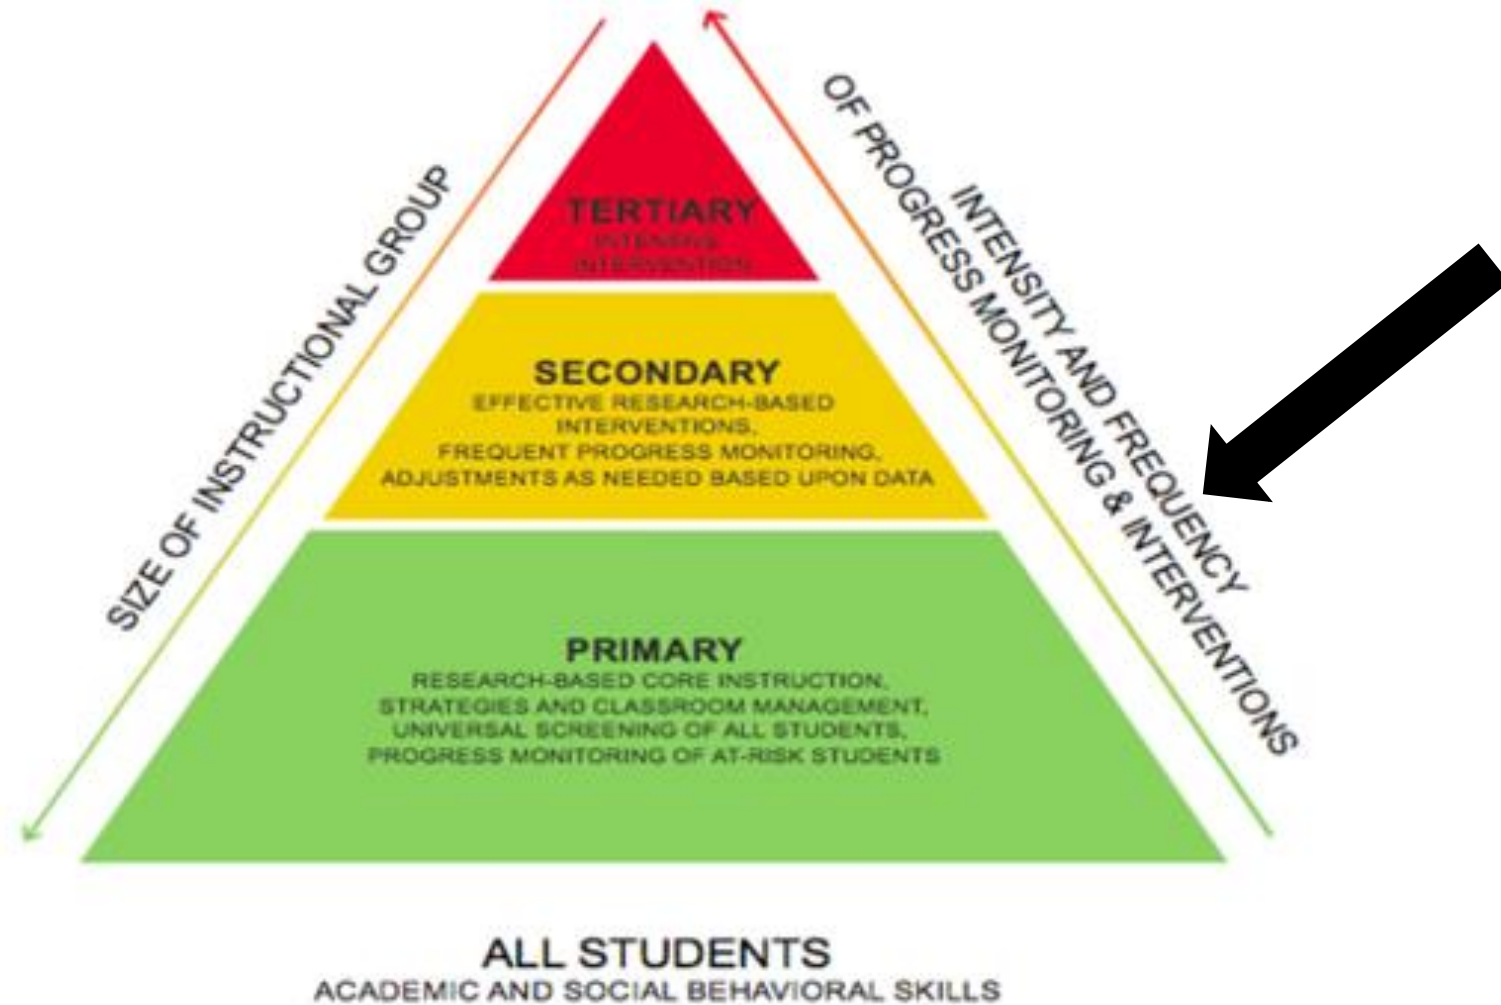 SIZE OF INSTRUCTIONAL GROUP
INTENSITY AND FREQUENCY
OF PROGRESS MONITORING & INTERVENTIONS
TERTIARY
INTENSIVE
INTERVENTION
SECONDARY
EFFECTIVE RESEARCH-BASED
INTERVENTIONS,
FREQUENT PROGRESS MONITORING,
ADJUSTMENTS AS NEEDED BASED UPON DATA
PRIMARY
RESEARCH-BASED CORE INSTRUCTION,
STRATEGIES AND CLASSROOM MANAGEMENT,
UNIVERSAL SCREENING OF ALL STUDENTS,
PROGRESS MONITORING OF AT-RISK STUDENTS
ALL STUDENTS
ACADEMIC AND SOCIAL BEHAVIORAL SKILLS